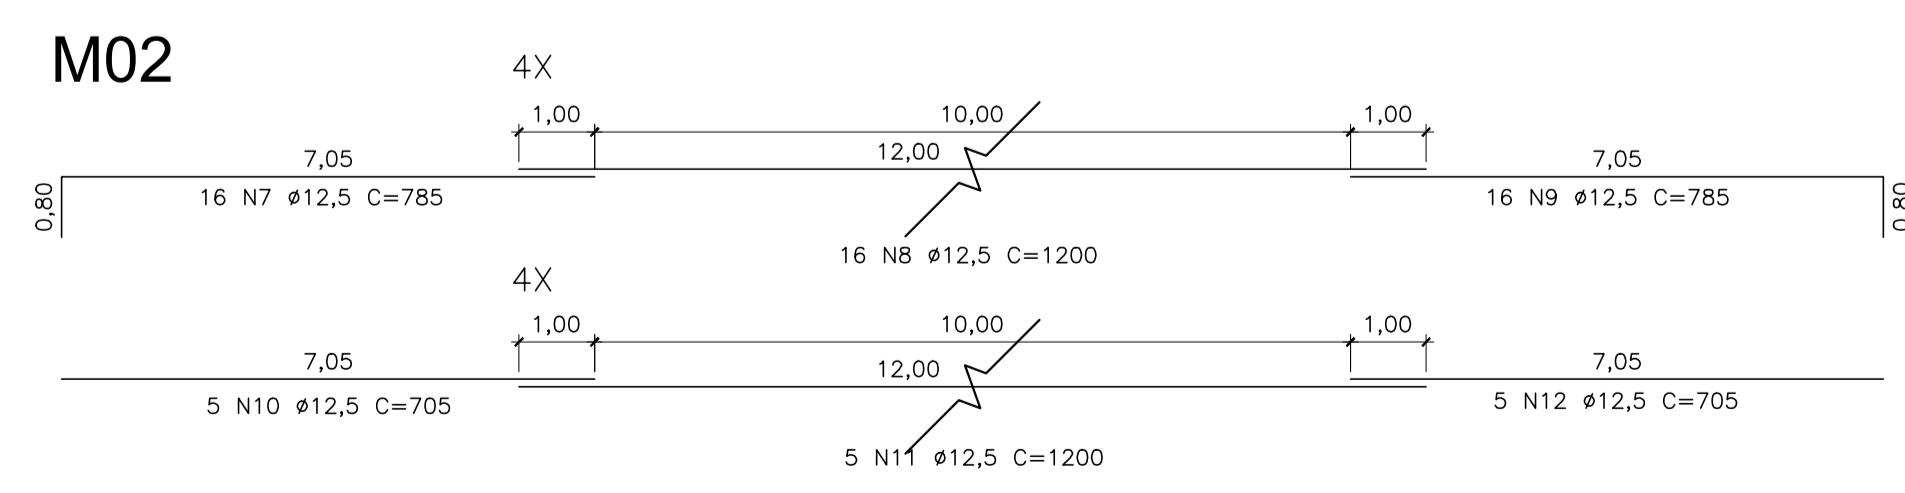 M02
4X
1,00 10,00 1,00
7,05 12,00 7,05
0,80 16 N7 ø12,5 C=785 16 N9 ø12,5 C=785 0,80
16 N8 ø12,5 C=1200
4X
1,00 10,00 1,00
7,05 12,00 7,05
5 N10 ø12,5 C=705 5 N12 ø12,5 C=705
5 N11 ø12,5 C=1200